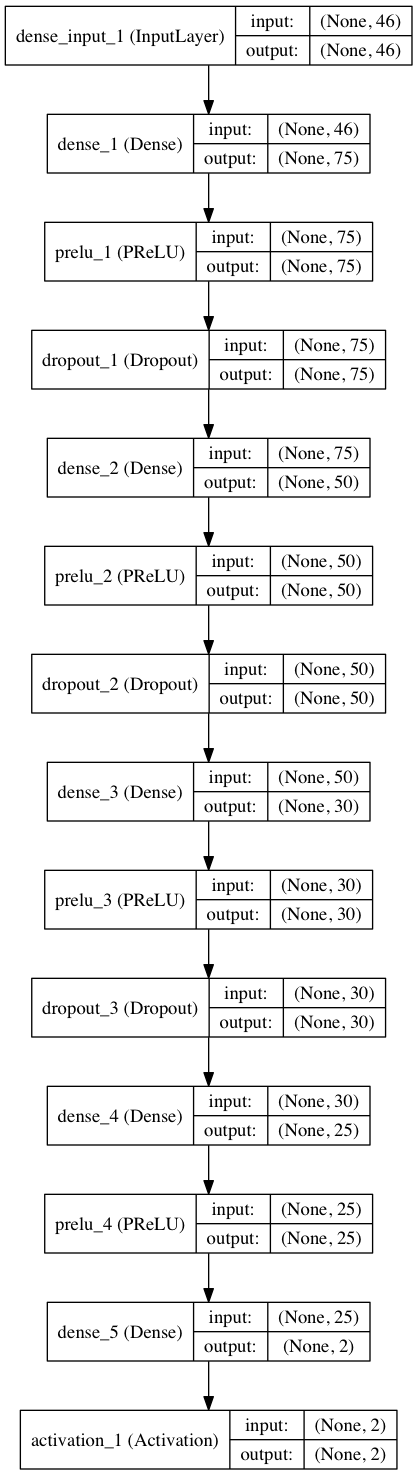 dense_input_1 (InputLayer) input: (None, 46)
output: (None, 46)
dense_1 (Dense) input: (None, 46)
output: (None, 75)
prelu_1 (PReLU) input: (None, 75)
output: (None, 75)
dropout_1 (Dropout) input: (None, 75)
output: (None, 75)
dense_2 (Dense) input: (None, 75)
output: (None, 50)
prelu_2 (PReLU) input: (None, 50)
output: (None, 50)
dropout_2 (Dropout) input: (None, 50)
output: (None, 50)
dense_3 (Dense) input: (None, 50)
output: (None, 30)
prelu_3 (PReLU) input: (None, 30)
output: (None, 30)
dropout_3 (Dropout) input: (None, 30)
output: (None, 30)
dense_4 (Dense) input: (None, 30)
output: (None, 25)
prelu_4 (PReLU) input: (None, 25)
output: (None, 25)
dense_5 (Dense) input: (None, 25)
output: (None, 2)
activation_1 (Activation) input: (None, 2)
output: (None, 2)